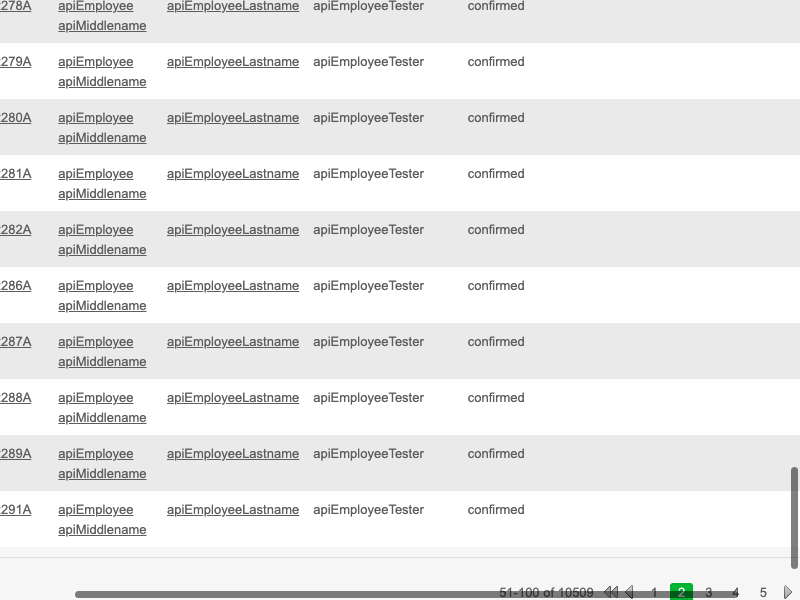 278A apiEmployee apiEmployeeLastname apiEmployeeTester confirmed
apiMiddlename
279A apiEmployee apiEmployeeLastname apiEmployeeTester confirmed
apiMiddlename
280A apiEmployee apiEmployeeLastname apiEmployeeTester confirmed
apiMiddlename
281A apiEmployee apiEmployeeLastname apiEmployeeTester confirmed
apiMiddlename
282A apiEmployee apiEmployeeLastname apiEmployeeTester confirmed
apiMiddlename
286A apiEmployee apiEmployeeLastname apiEmployeeTester confirmed
apiMiddlename
287A apiEmployee apiEmployeeLastname apiEmployeeTester confirmed
apiMiddlename
288A apiEmployee apiEmployeeLastname apiEmployeeTester confirmed
apiMiddlename
289A apiEmployee apiEmployeeLastname apiEmployeeTester confirmed
apiMiddlename
291A apiEmployee apiEmployeeLastname apiEmployeeTester confirmed
apiMiddlename
51-100 of 10509 1 2 3 4 5